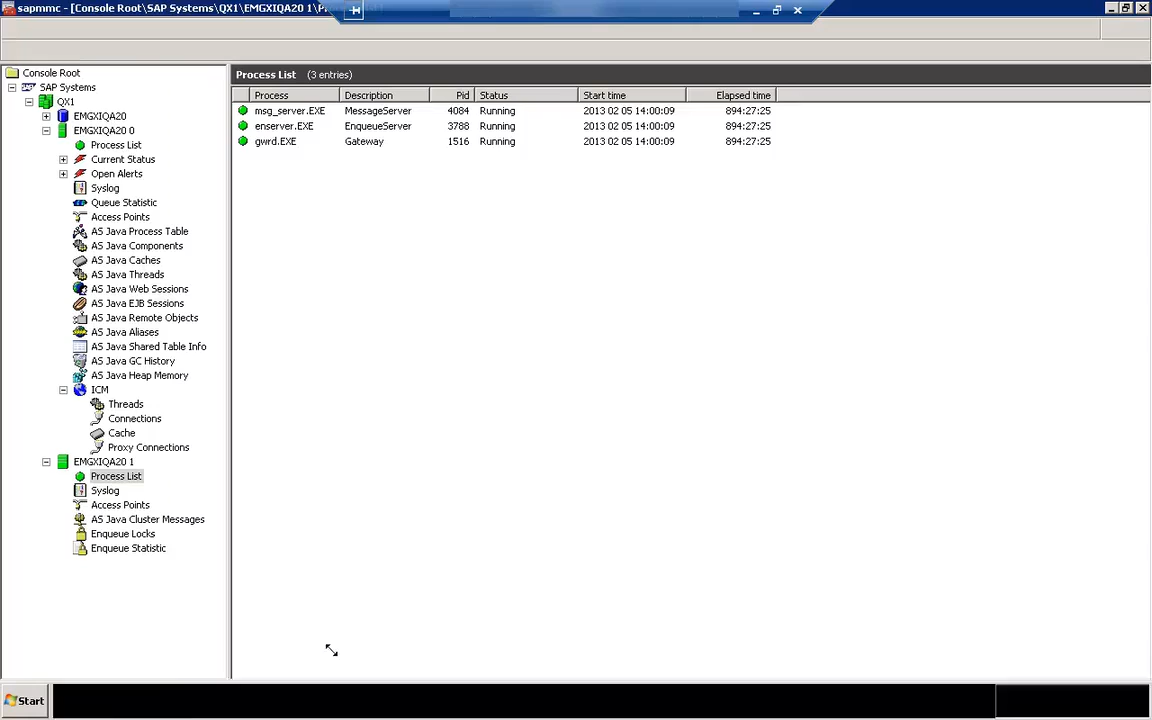 sapmmc - [Console Root\SAP Systems\QX1\EMGXIQA20 1\P
Console Root
SAP Systems
QX1
EMGXIQA20
EMGXIQA20 0
Process List
Current Status
Open Alerts
Syslog
Queue Statistic
Access Points
AS Java Process Table
AS Java Components
AS Java Caches
AS Java Threads
AS Java Web Sessions
AS Java EJB Sessions
AS Java Remote Objects
AS Java Aliases
AS Java Shared Table Info
AS Java GC History
AS Java Heap Memory
ICM
Threads
Connections
Cache
Proxy Connections
EMGXIQA20 1
Process List
Syslog
Access Points
AS Java Cluster Messages
Enqueue Locks
Enqueue Statistic
Process List (3 entries)
Process Description Pid Status Start time Elapsed time
msg_server.EXE MessageServer 4084 Running 2013 02 05 14:00:09 894:27:25
enserver.EXE EnqueueServer 3788 Running 2013 02 05 14:00:09 894:27:25
gwrd.EXE Gateway 1516 Running 2013 02 05 14:00:09 894:27:25
Start